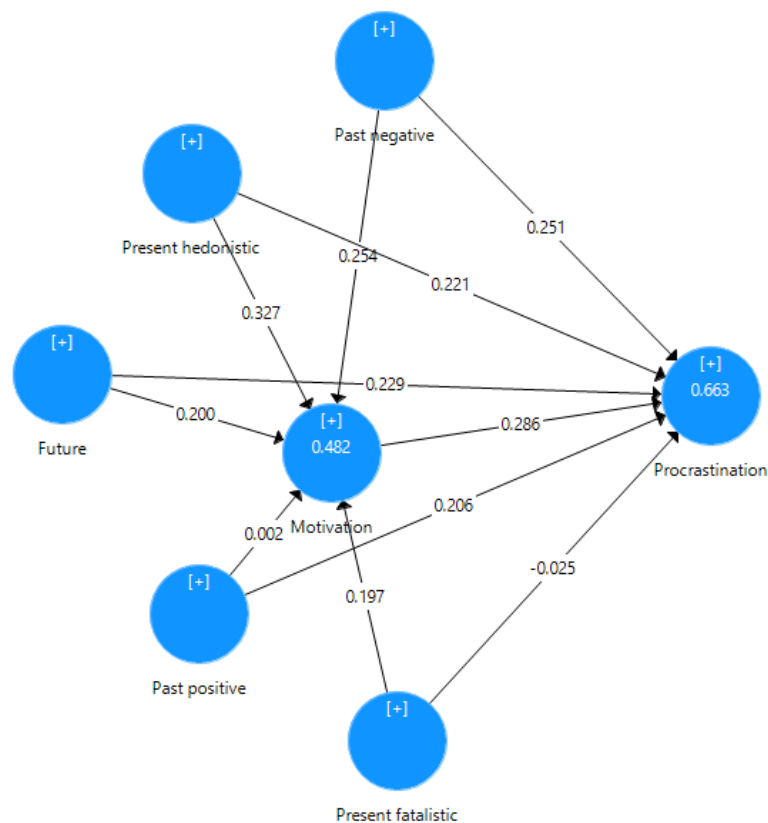 [+]
Past negative
[+]
Present hedonistic
0.251
0.254
0.221
0.327
[+]
Future
[+]
0.663
Procrastination
0.229
0.200
[+]
0.482
Motivation
0.286
0.206
0.002
-0.025
[+]
Past positive
0.197
[+]
Present fatalistic